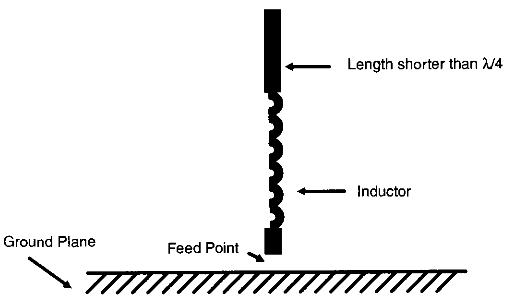 Length shorter than λ/4
Inductor
Ground Plane
Feed Point